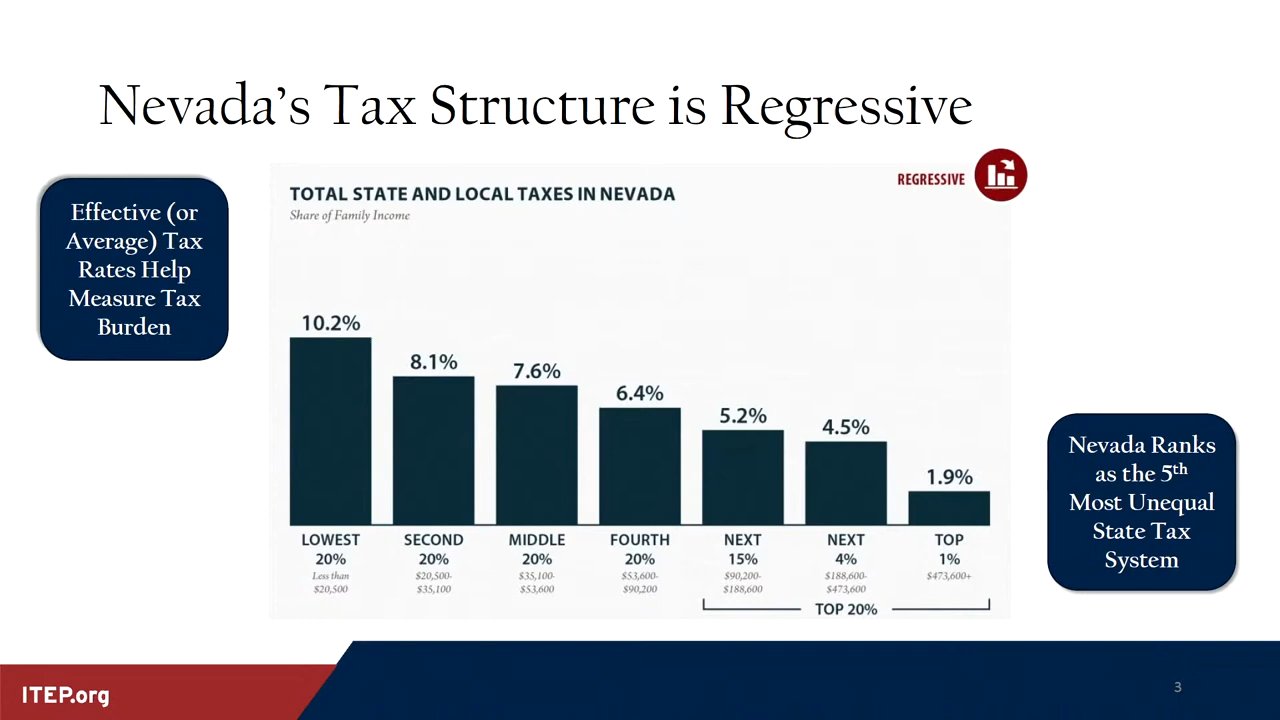 Nevada's Tax Structure is Regressive
Effective (or
Average) Tax
Rates Help
Measure Tax
Burden
TOTAL STATE AND LOCAL TAXES IN NEVADA
Share of Family Income
REGRESSIVE
10.2%
8.1%
7.6%
6.4%
5.2%
4.5%
1.9%
LOWEST
20%
Less than
$20,500
SECOND
20%
$20,500-
$35,100
MIDDLE
20%
$35,100-
$53,600
FOURTH
20%
$53,600-
$90,200
NEXT
15%
$90,200-
$188,600
NEXT
4%
$188,600-
$473,600
TOP
1%
$473,600+
TOP 20%
Nevada Ranks
as the 5th
Most Unequal
State Tax
System
ITEP.org
3